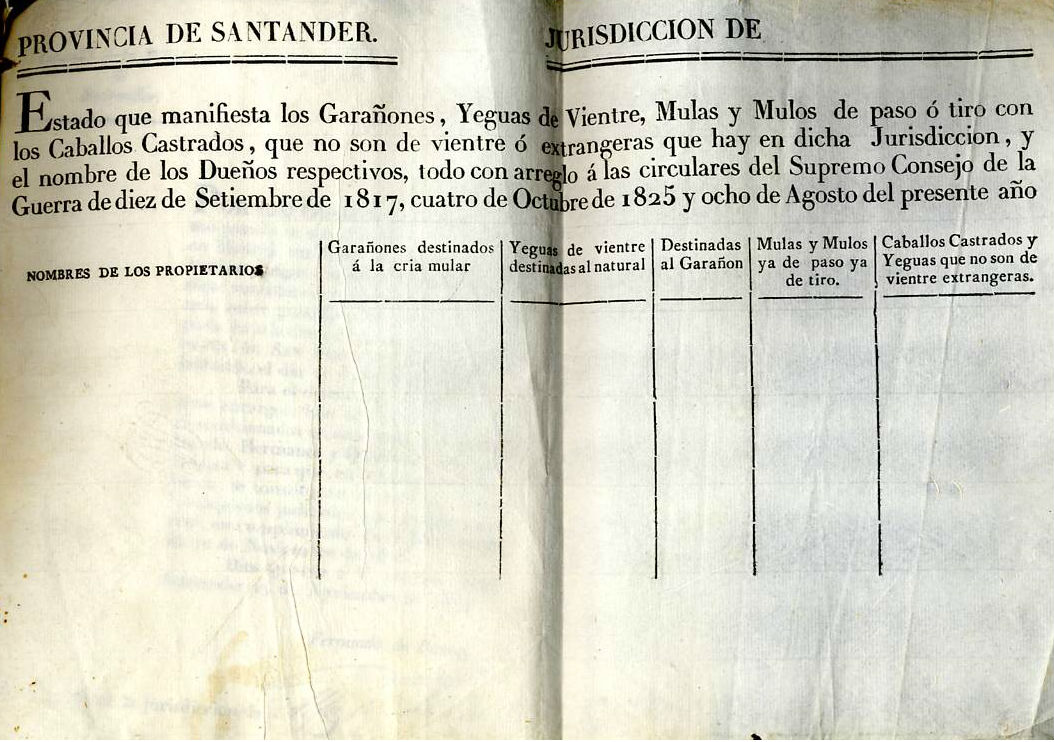 PROVINCIA DE SANTANDER. JURISDICCION DE
Estado que manifiesta los Garañones, Yeguas de Vientre, Mulas y Mulos de paso ó tiro con
los Caballos Castrados, que no son de vientre ó extrangeras que hay en dicha Jurisdiccion, y
el nombre de los Dueños respectivos, todo con arreglo á las circulares del Supremo Consejo de la
Guerra de diez de Setiembre de 1817, cuatro de Octubre de 1825 y ocho de Agosto del presente año
NOMBRES DE LOS PROPIETARIOS
Garañones destinados
á la cria mular
Yeguas de vientre
destinadas al natural
Destinadas
al Garañon
Mulas y Mulos
ya de paso ya
de tiro.
Caballos Castrados y
Yeguas que no son de
vientre extrangeras.